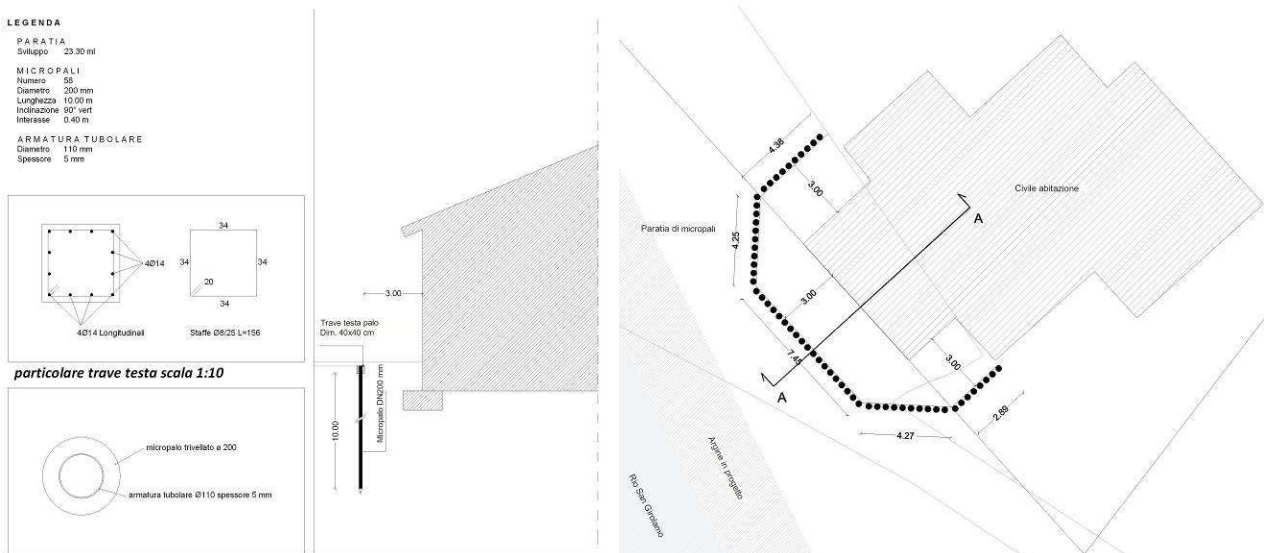 LEGENDA
PARATIA
Sviluppo 23.30 ml
MICROPALI
Numero 58
Diametro 200 mm
Lunghezza 10.00 m
Inclinazione 90° vert
Interasse 0.40 m
ARMATURA TUBOLARE
Diametro 110 mm
Spessore 5 mm
34
4Ø14
34
34
20
34
4Ø14 Longitudinali
Staffe Ø8/25 L=156
particolare trave testa scala 1:10
micropalo trivellato ø 200
armatura tubolare Ø110 spessore 5 mm
3.00
Trave testa palo
Dim. 40x40 cm
10.00
Micropalo DN200 mm
4.38
3.00
Civile abitazione
A
Paratia di micropali
4.25
3.00
7.45
3.00
A
2.89
4.27
Argine in progetto
Rio San Girolamo